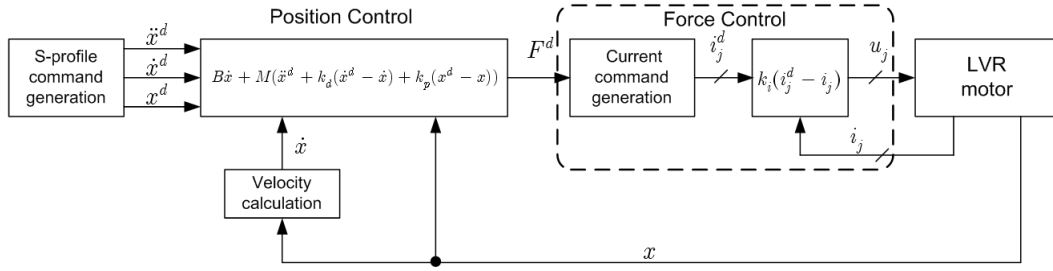 Position Control
Force Control
S-profile
command
generation
ẍ^d
ẋ^d
x^d
Bẋ + M(ẍ^d + k_d(ẋ^d − ẋ) + k_p(x^d − x))
F^d
Current
command
generation
i_j^d
k_i(i_j^d − i_j)
u_j
LVR
motor
i_j
ẋ
Velocity
calculation
x